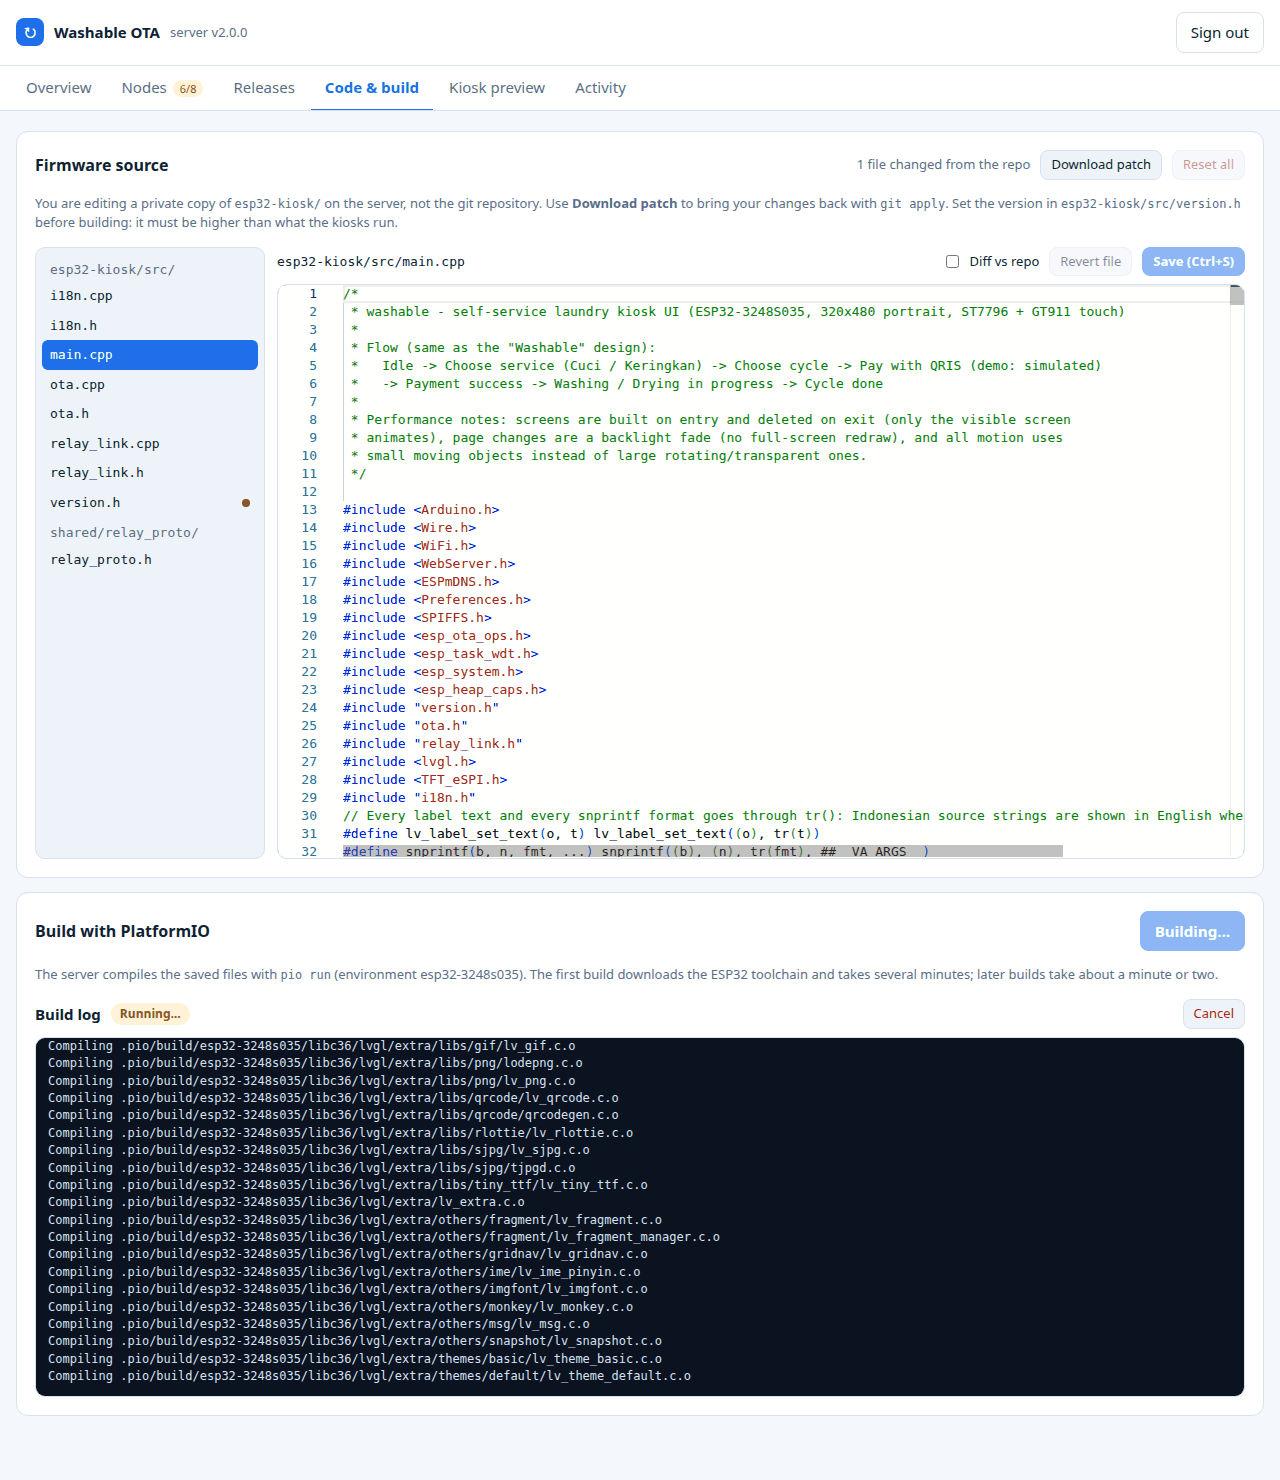 Washable OTA server v2.0.0
Sign out
Overview Nodes 6/8 Releases Code & build Kiosk preview Activity
Firmware source
1 file changed from the repo Download patch Reset all
You are editing a private copy of esp32-kiosk/ on the server, not the git repository. Use Download patch to bring your changes back with git apply. Set the version in esp32-kiosk/src/version.h
before building: it must be higher than what the kiosks run.
esp32-kiosk/src/
i18n.cpp
i18n.h
main.cpp
ota.cpp
ota.h
relay_link.cpp
relay_link.h
version.h
shared/relay_proto/
relay_proto.h
esp32-kiosk/src/main.cpp
Diff vs repo Revert file Save (Ctrl+S)
1 /*
2 * washable - self-service laundry kiosk UI (ESP32-3248S035, 320x480 portrait, ST7796 + GT911 touch)
3 *
4 * Flow (same as the "Washable" design):
5 *   Idle -> Choose service (Cuci / Keringkan) -> Choose cycle -> Pay with QRIS (demo: simulated)
6 *   -> Payment success -> Washing / Drying in progress -> Cycle done
7 *
8 * Performance notes: screens are built on entry and deleted on exit (only the visible screen
9 * animates), page changes are a backlight fade (no full-screen redraw), and all motion uses
10 * small moving objects instead of large rotating/transparent ones.
11 */
12
13 #include <Arduino.h>
14 #include <Wire.h>
15 #include <WiFi.h>
16 #include <WebServer.h>
17 #include <ESPmDNS.h>
18 #include <Preferences.h>
19 #include <SPIFFS.h>
20 #include <esp_ota_ops.h>
21 #include <esp_task_wdt.h>
22 #include <esp_system.h>
23 #include <esp_heap_caps.h>
24 #include "version.h"
25 #include "ota.h"
26 #include "relay_link.h"
27 #include <lvgl.h>
28 #include <TFT_eSPI.h>
29 #include "i18n.h"
30 // Every label text and every snprintf format goes through tr(): Indonesian source strings are shown in English whe
31 #define lv_label_set_text(o, t) lv_label_set_text((o), tr(t))
32 #define snprintf(b, n, fmt, ...) snprintf((b), (n), tr(fmt), ##__VA_ARGS__)
Build with PlatformIO
Building…
The server compiles the saved files with pio run (environment esp32-3248s035). The first build downloads the ESP32 toolchain and takes several minutes; later builds take about a minute or two.
Build log Running…
Cancel
Compiling .pio/build/esp32-3248s035/libc36/lvgl/extra/libs/gif/lv_gif.c.o
Compiling .pio/build/esp32-3248s035/libc36/lvgl/extra/libs/png/lodepng.c.o
Compiling .pio/build/esp32-3248s035/libc36/lvgl/extra/libs/png/lv_png.c.o
Compiling .pio/build/esp32-3248s035/libc36/lvgl/extra/libs/qrcode/lv_qrcode.c.o
Compiling .pio/build/esp32-3248s035/libc36/lvgl/extra/libs/qrcode/qrcodegen.c.o
Compiling .pio/build/esp32-3248s035/libc36/lvgl/extra/libs/rlottie/lv_rlottie.c.o
Compiling .pio/build/esp32-3248s035/libc36/lvgl/extra/libs/sjpg/lv_sjpg.c.o
Compiling .pio/build/esp32-3248s035/libc36/lvgl/extra/libs/sjpg/tjpgd.c.o
Compiling .pio/build/esp32-3248s035/libc36/lvgl/extra/libs/tiny_ttf/lv_tiny_ttf.c.o
Compiling .pio/build/esp32-3248s035/libc36/lvgl/extra/lv_extra.c.o
Compiling .pio/build/esp32-3248s035/libc36/lvgl/extra/others/fragment/lv_fragment.c.o
Compiling .pio/build/esp32-3248s035/libc36/lvgl/extra/others/fragment/lv_fragment_manager.c.o
Compiling .pio/build/esp32-3248s035/libc36/lvgl/extra/others/gridnav/lv_gridnav.c.o
Compiling .pio/build/esp32-3248s035/libc36/lvgl/extra/others/ime/lv_ime_pinyin.c.o
Compiling .pio/build/esp32-3248s035/libc36/lvgl/extra/others/imgfont/lv_imgfont.c.o
Compiling .pio/build/esp32-3248s035/libc36/lvgl/extra/others/monkey/lv_monkey.c.o
Compiling .pio/build/esp32-3248s035/libc36/lvgl/extra/others/msg/lv_msg.c.o
Compiling .pio/build/esp32-3248s035/libc36/lvgl/extra/others/snapshot/lv_snapshot.c.o
Compiling .pio/build/esp32-3248s035/libc36/lvgl/extra/themes/basic/lv_theme_basic.c.o
Compiling .pio/build/esp32-3248s035/libc36/lvgl/extra/themes/default/lv_theme_default.c.o